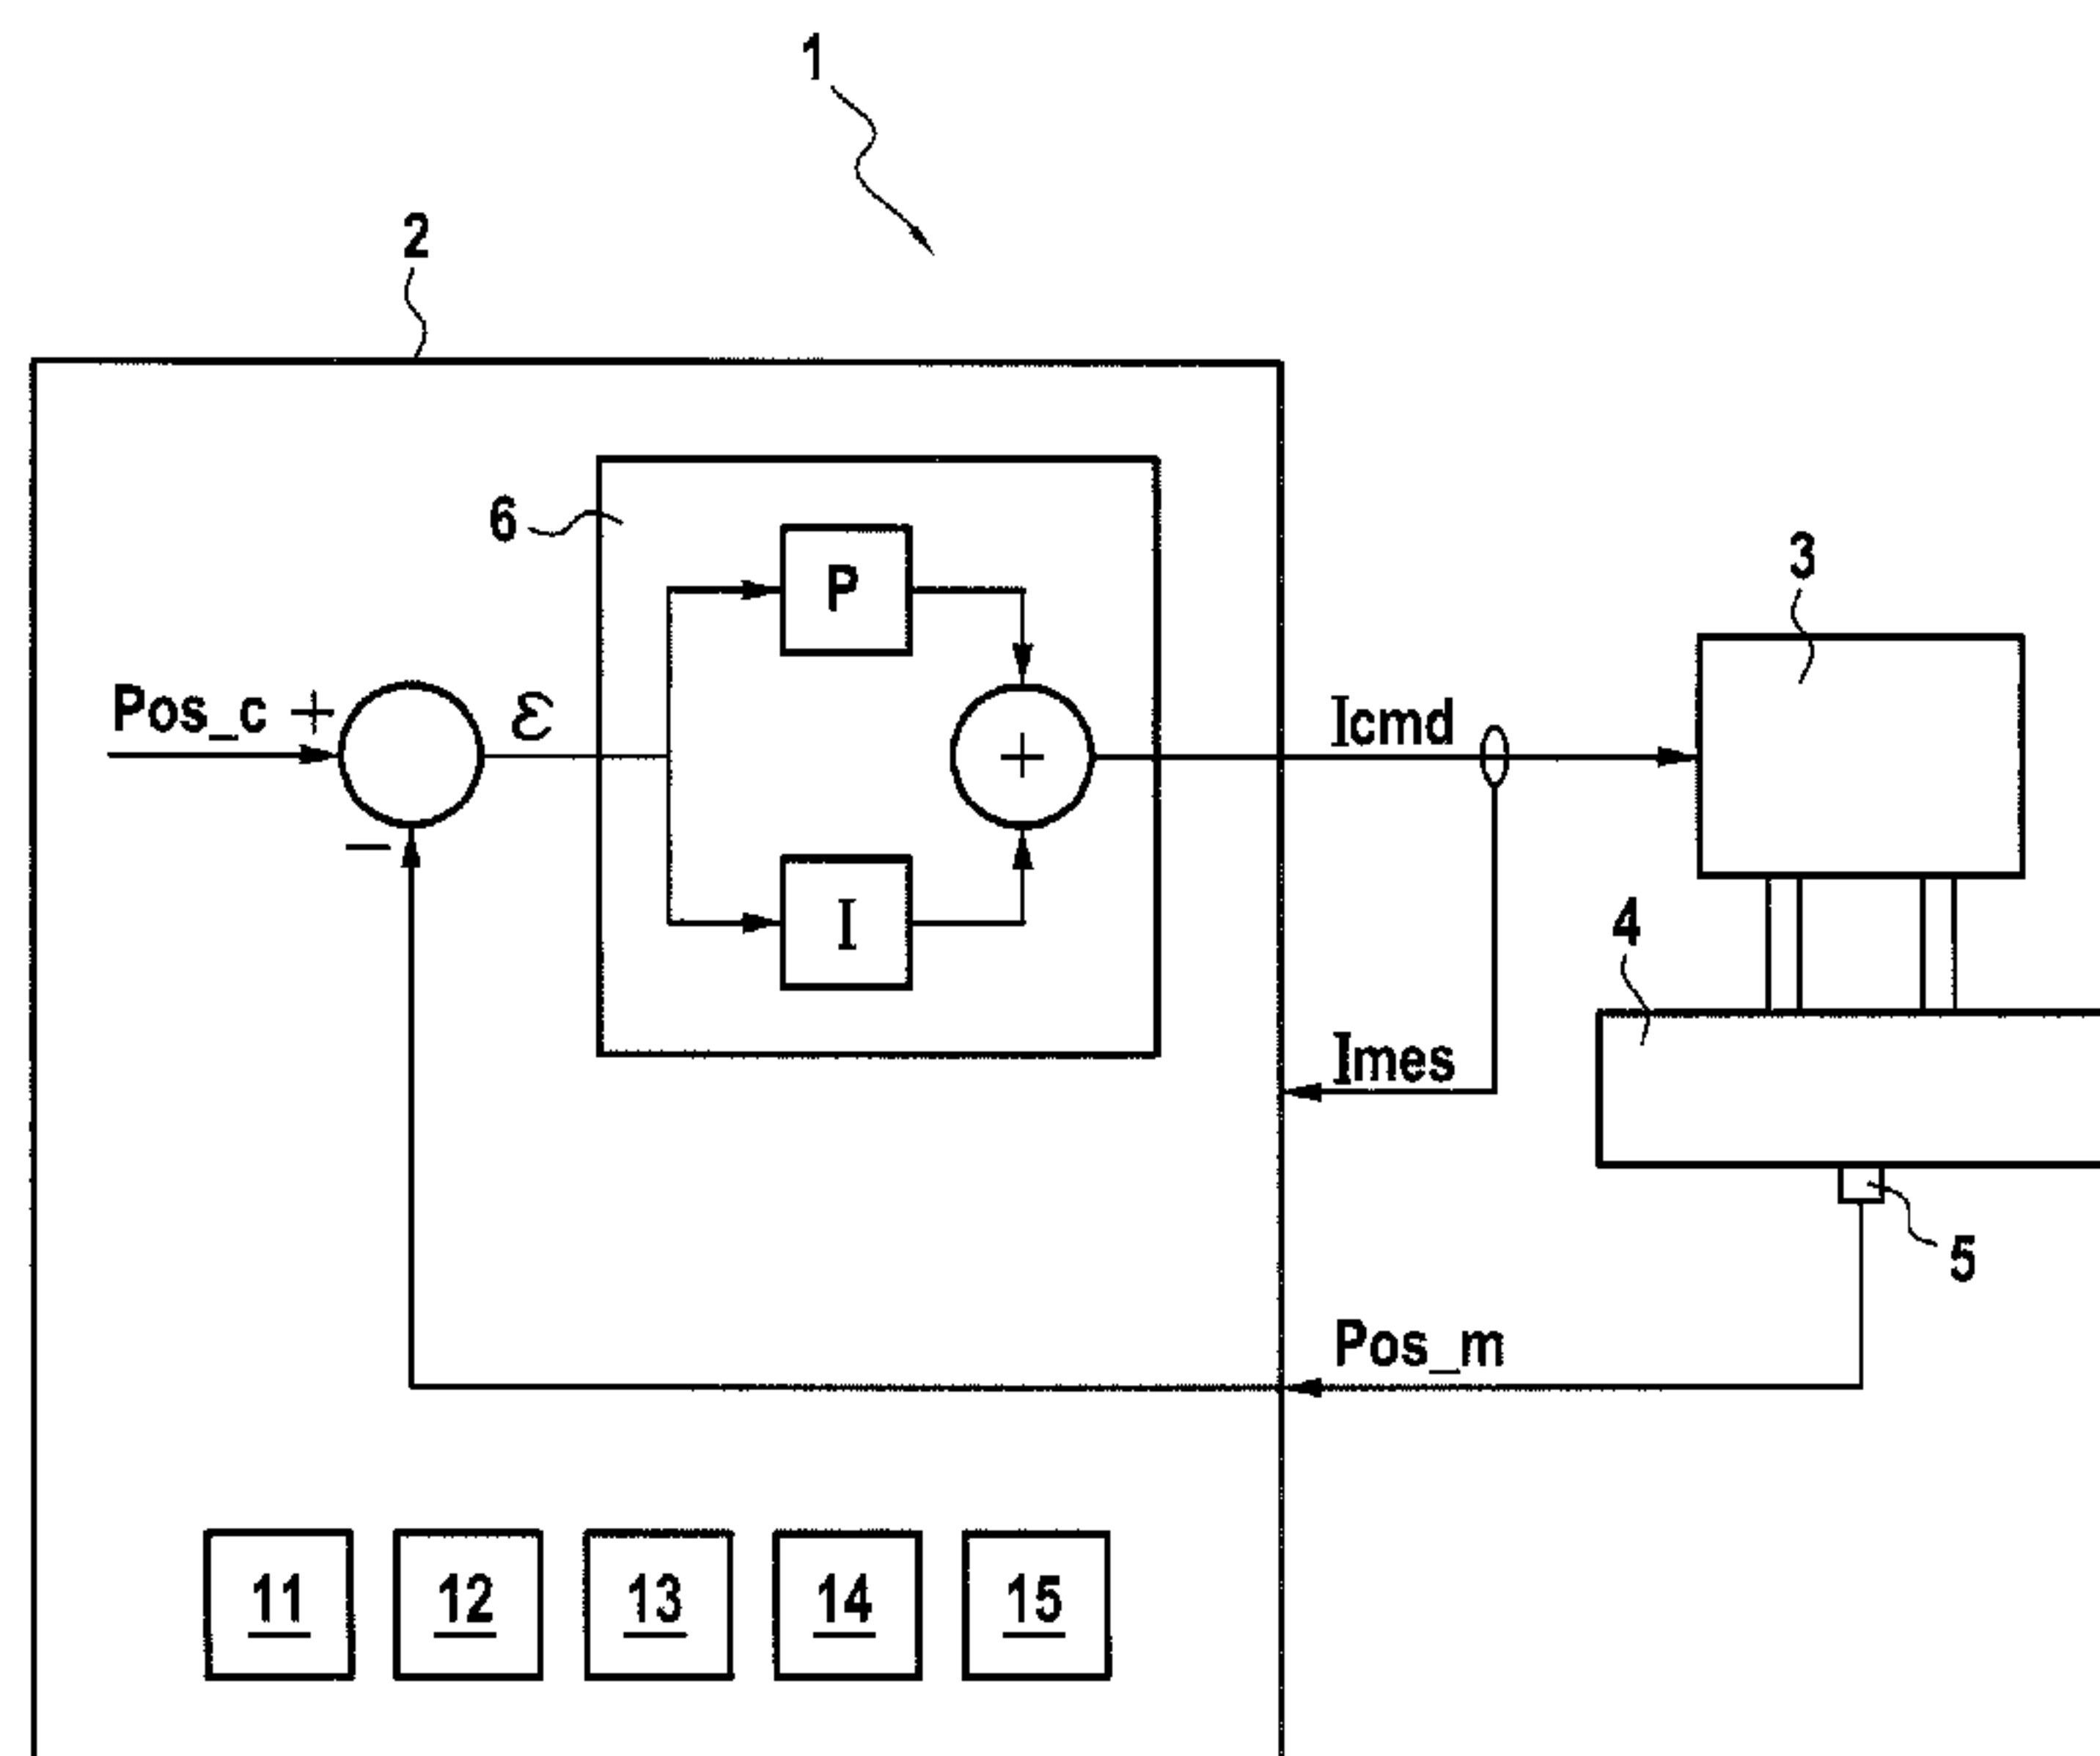 1
2
6
P
3
Pos_c +
ε
Icmd
+
−
I
4
Imes
5
Pos_m
11 12 13 14 15